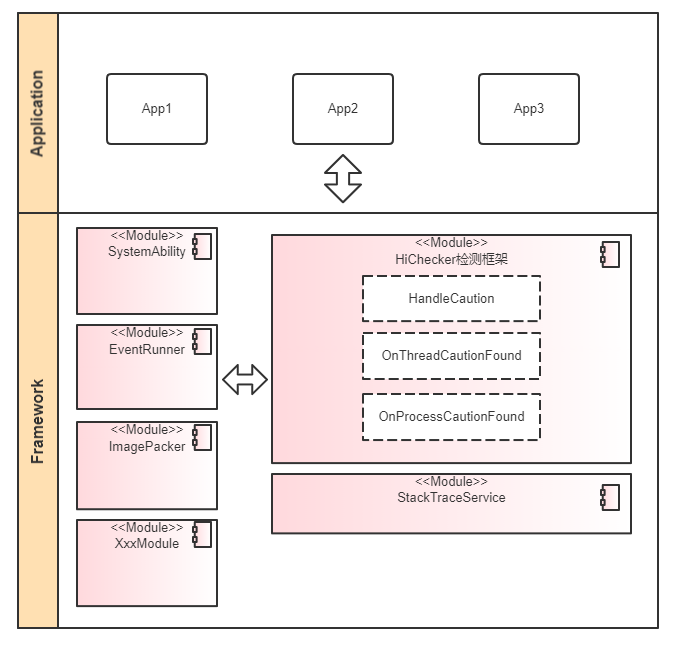 Application
App1
App2
App3
Framework
<<Module>>
SystemAbility
<<Module>>
EventRunner
<<Module>>
ImagePacker
<<Module>>
XxxModule
<<Module>>
HiChecker检测框架
HandleCaution
OnThreadCautionFound
OnProcessCautionFound
<<Module>>
StackTraceService